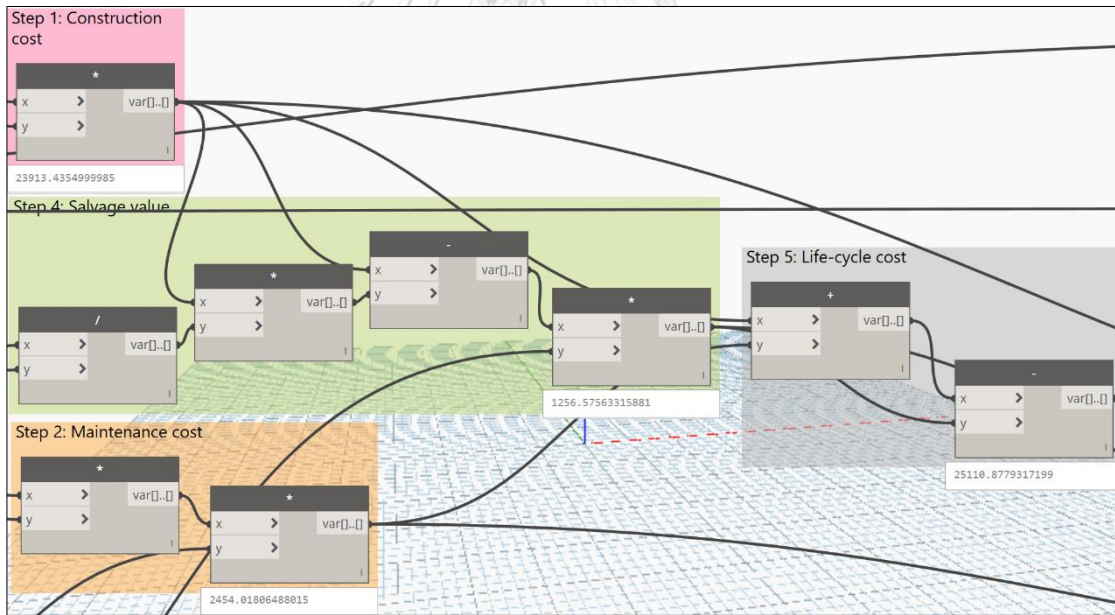 Step 1: Construction
cost
*
x > var[]..[]
y >
|
23913.4354999985
Step 4: Salvage value
-
x > var[]..[]
y >
|
*
x > var[]..[]
y >
|
/
x > var[]..[]
y >
|
*
x > var[]..[]
y >
|
1256.57563315881
Step 5: Life-cycle cost
+
x > var[]..[]
y >
|
-
x > var[]..[]
y >
|
25110.8779317199
Step 2: Maintenance cost
*
x > var[]..[]
y >
|
*
x > var[]..[]
y >
|
2454.01806488015